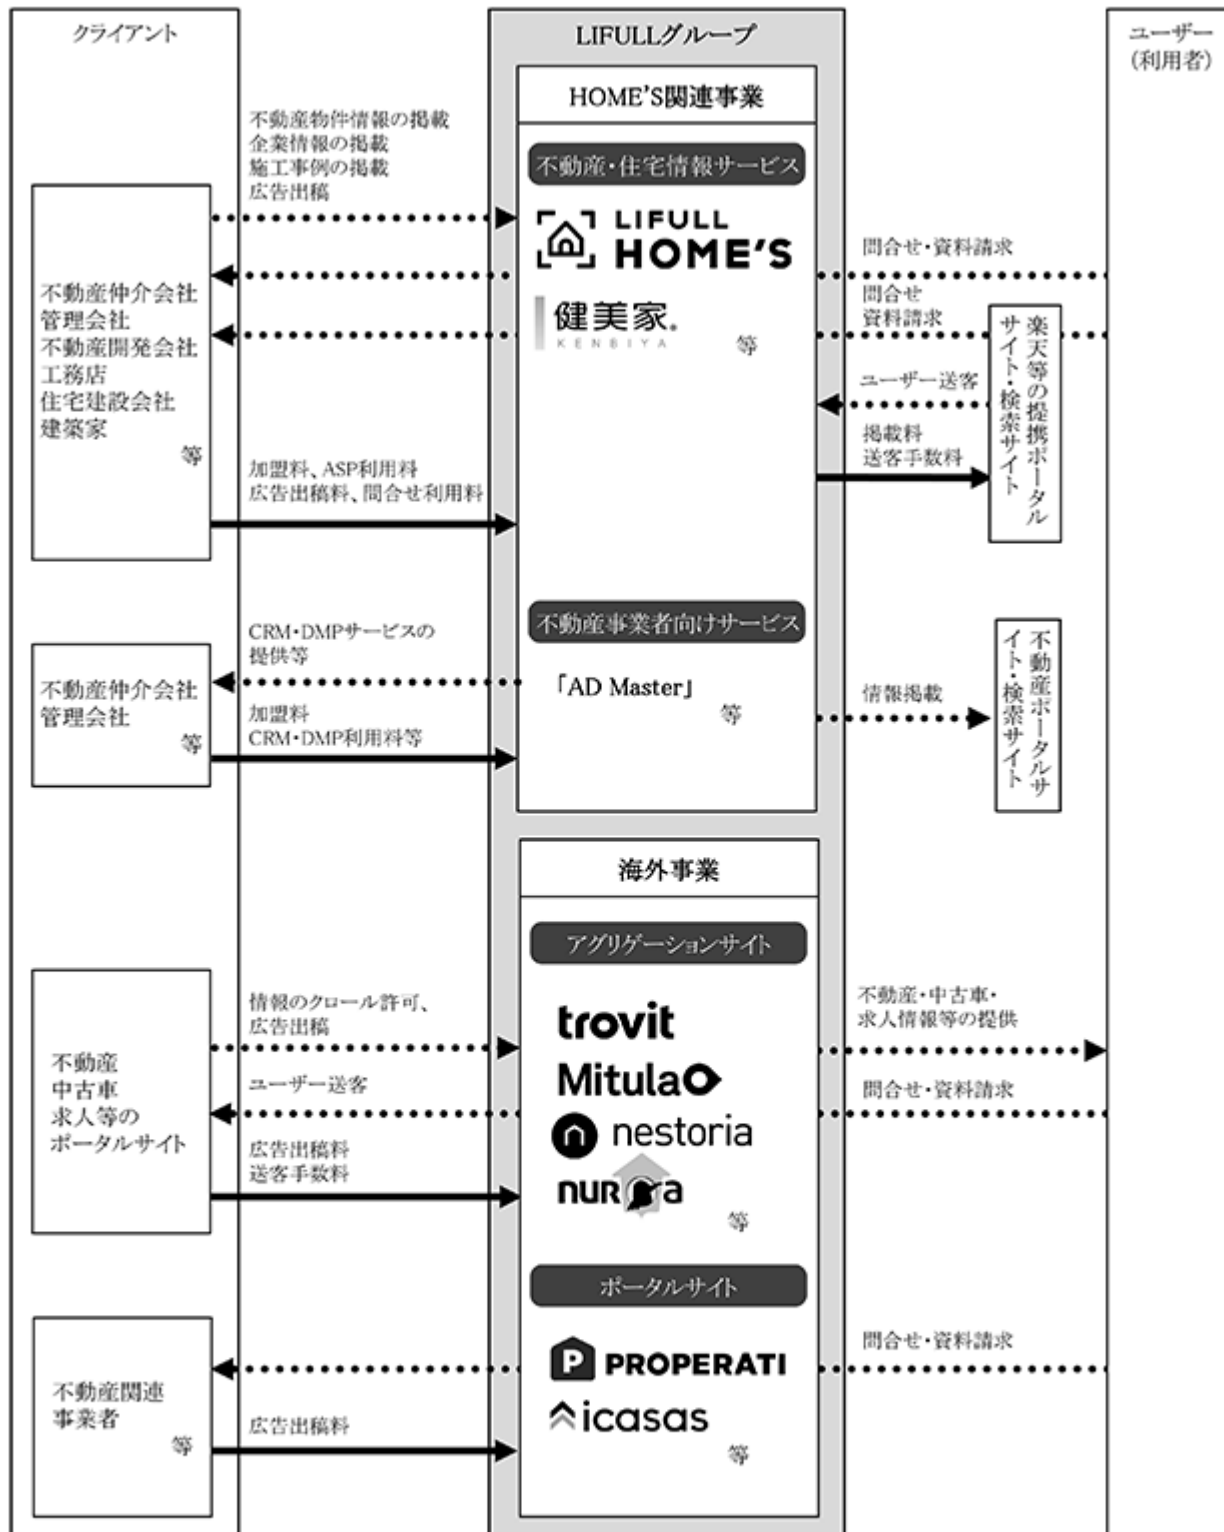 クライアント
LIFULLグループ
ユーザー
(利用者)
HOME'S関連事業
不動産物件情報の掲載
企業情報の掲載
施工事例の掲載
広告出稿
不動産・住宅情報サービス
LIFULL
HOME'S
問合せ・資料請求
不動産仲介会社
管理会社
不動産開発会社
工務店
住宅建設会社
建築家
等
健美家
KENBIYA
等
問合せ
資料請求
楽天等の提携ポータル
サイト・検索サイト
ユーザー送客
掲載料
送客手数料
加盟料、ASP利用料
広告出稿料、問合せ利用料
不動産事業者向けサービス
CRM・DMPサービスの
提供等
不動産仲介会社
管理会社
等
「AD Master」
等
情報掲載
不動産ポータルサ
イト・検索サイト
加盟料
CRM・DMP利用料等
海外事業
アグリゲーションサイト
情報のクロール許可、
広告出稿
trovit
不動産・中古車・
求人情報等の提供
不動産
中古車
求人等の
ポータルサイト
ユーザー送客
Mitula
問合せ・資料請求
nestoria
広告出稿料
送客手数料
nuroa
等
ポータルサイト
問合せ・資料請求
PROPERATI
不動産関連
事業者
等
広告出稿料
icasas
等